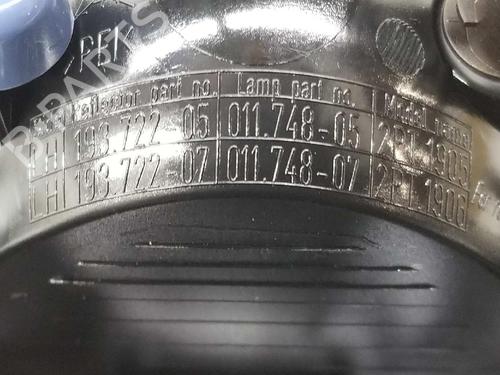 >PBK
Reflector part no. Lamp part no. Model name
RH 193.722 05 011.748-05 2PT 1905
LH 193.722 07 011.748-07 2PT 1906
B-PARTS